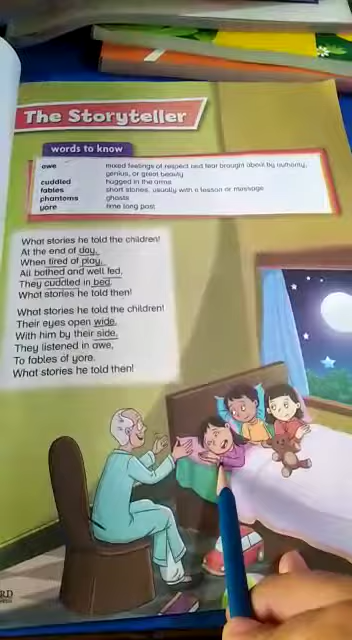 The Storyteller
words to know
awe mixed feelings of respect and fear brought about by authority,
genius, or great beauty
cuddled hugged in the arms
fables short stories, usually with a lesson or message
phantoms ghosts
yore time long past
What stories he told the children!
At the end of day,
When tired of play,
All bathed and well fed,
They cuddled in bed.
What stories he told then!
What stories he told the children!
Their eyes open wide,
With him by their side,
They listened in awe,
To fables of yore.
What stories he told then!